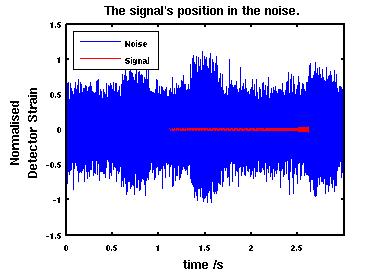 The signal's position in the noise.
Normalised
Detector Strain
1.5
1
0.5
0
-0.5
-1
-1.5
Noise
Signal
0 0.5 1 1.5 2 2.5
time /s